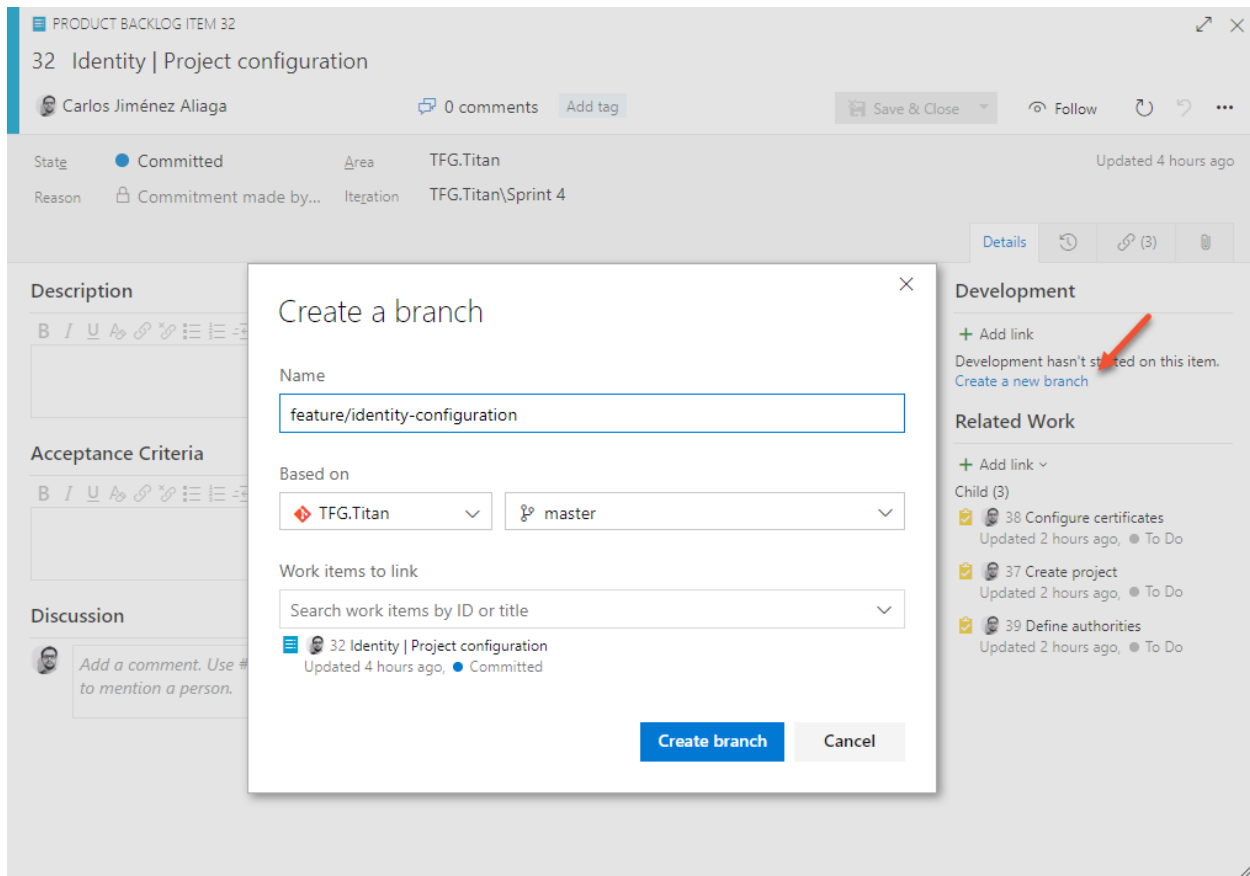 PRODUCT BACKLOG ITEM 32
32 Identity | Project configuration
Carlos Jiménez Aliaga
0 comments
Add tag
Save & Close
Follow
State
Committed
Area
TFG.Titan
Updated 4 hours ago
Reason
Commitment made by...
Iteration
TFG.Titan\Sprint 4
Details
(3)
Description
B I U
Acceptance Criteria
B I U
Discussion
Add a comment. Use #
to mention a person.
Create a branch
Name
feature/identity-configuration
Based on
TFG.Titan
master
Work items to link
Search work items by ID or title
32 Identity | Project configuration
Updated 4 hours ago, Committed
Create branch
Cancel
Development
+ Add link
Development hasn't started on this item.
Create a new branch
Related Work
+ Add link
Child (3)
38 Configure certificates
Updated 2 hours ago, To Do
37 Create project
Updated 2 hours ago, To Do
39 Define authorities
Updated 2 hours ago, To Do